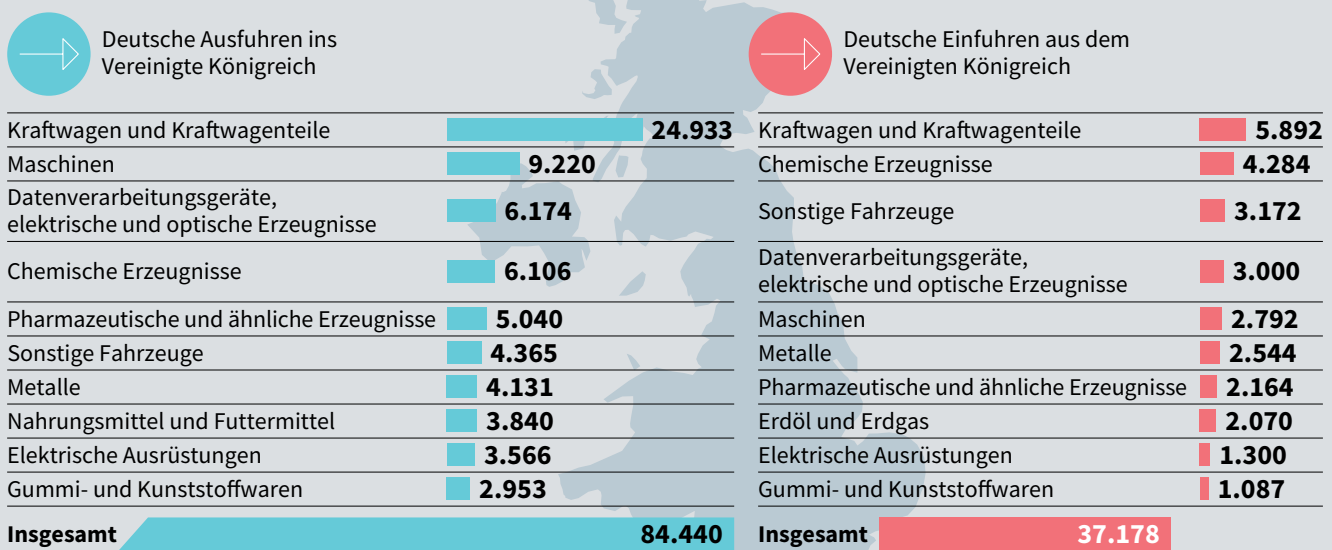 Deutsche Ausfuhren ins
Vereinigte Königreich
Kraftwagen und Kraftwagenteile 24.933
Maschinen 9.220
Datenverarbeitungsgeräte,
elektrische und optische Erzeugnisse 6.174
Chemische Erzeugnisse 6.106
Pharmazeutische und ähnliche Erzeugnisse 5.040
Sonstige Fahrzeuge 4.365
Metalle 4.131
Nahrungsmittel und Futtermittel 3.840
Elektrische Ausrüstungen 3.566
Gummi- und Kunststoffwaren 2.953
Insgesamt 84.440
Deutsche Einfuhren aus dem
Vereinigten Königreich
Kraftwagen und Kraftwagenteile 5.892
Chemische Erzeugnisse 4.284
Sonstige Fahrzeuge 3.172
Datenverarbeitungsgeräte,
elektrische und optische Erzeugnisse 3.000
Maschinen 2.792
Metalle 2.544
Pharmazeutische und ähnliche Erzeugnisse 2.164
Erdöl und Erdgas 2.070
Elektrische Ausrüstungen 1.300
Gummi- und Kunststoffwaren 1.087
Insgesamt 37.178